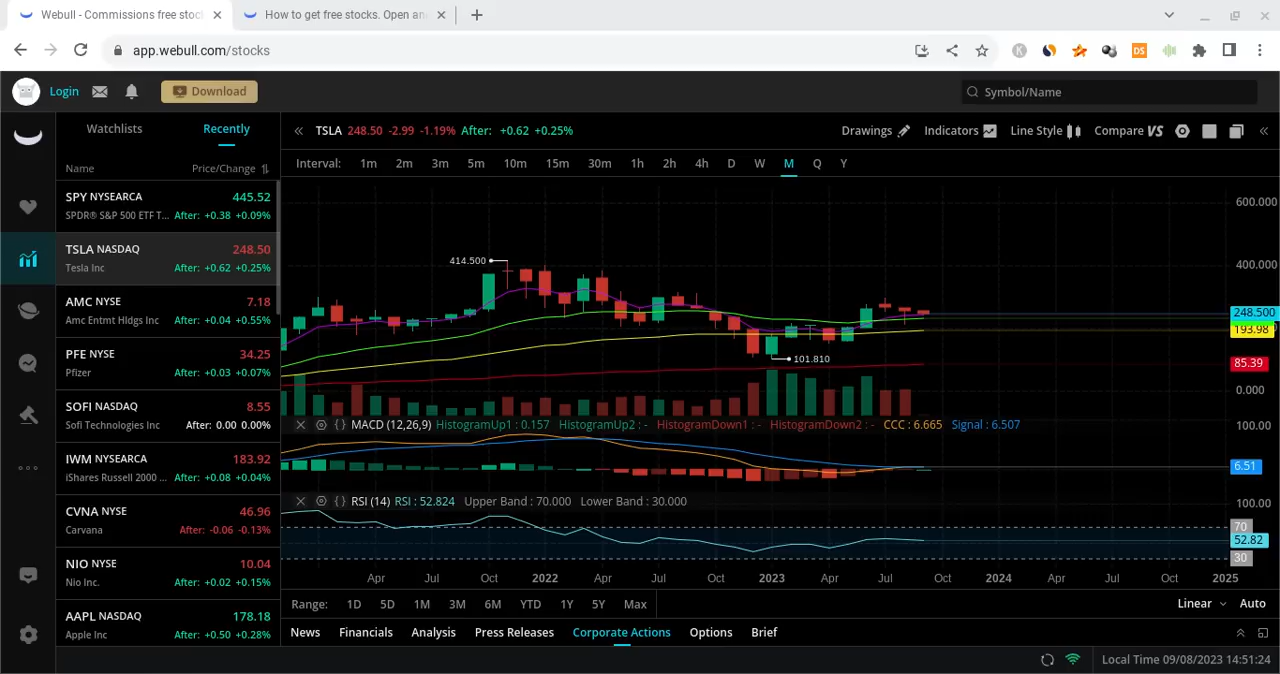 Webull - Commissions free stoc
How to get free stocks. Open an
app.webull.com/stocks
Login
Download
Symbol/Name
Watchlists
Recently
Name
Price/Change
SPY NYSEARCA 445.52
SPDR® S&P 500 ETF T... After: +0.38 +0.09%
TSLA NASDAQ 248.50
Tesla Inc After: +0.62 +0.25%
AMC NYSE 7.18
Amc Entmt Hldgs Inc After: +0.04 +0.55%
PFE NYSE 34.25
Pfizer After: +0.03 +0.07%
SOFI NASDAQ 8.55
Sofi Technologies Inc After: 0.00 0.00%
IWM NYSEARCA 183.92
iShares Russell 2000 ... After: +0.08 +0.04%
CVNA NYSE 46.96
Carvana After: -0.06 -0.13%
NIO NYSE 10.04
Nio Inc. After: +0.02 +0.15%
AAPL NASDAQ 178.18
Apple Inc After: +0.50 +0.28%
TSLA 248.50 -2.99 -1.19% After: +0.62 +0.25%
Drawings Indicators Line Style Compare VS
Interval: 1m 2m 3m 5m 10m 15m 30m 1h 2h 4h D W M Q Y
600.000
414.500
400.000
248.500
193.98
101.810
85.39
0.000
MACD (12,26,9) HistogramUp1 : 0.157 HistogramUp2 : - HistogramDown1 : - HistogramDown2 : - CCC : 6.665 Signal : 6.507
100.00
6.51
RSI (14) RSI : 52.824 Upper Band : 70.000 Lower Band : 30.000
100.00
70
52.82
30
Apr Jul Oct 2022 Apr Jul Oct 2023 Apr Jul Oct 2024 Apr Jul Oct 2025
Range: 1D 5D 1M 3M 6M YTD 1Y 5Y Max
Linear Auto
News Financials Analysis Press Releases Corporate Actions Options Brief
Local Time 09/08/2023 14:51:24